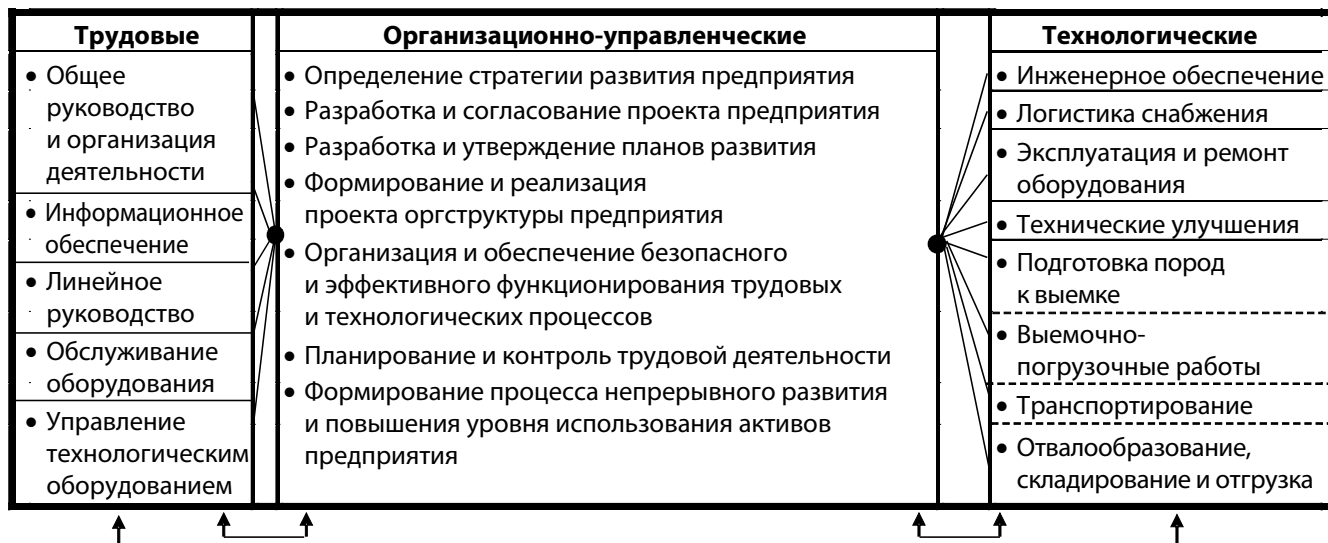 Трудовые
• Общее
руководство
и организация
деятельности
• Информационное
обеспечение
• Линейное
руководство
• Обслуживание
оборудования
• Управление
технологическим
оборудованием
Организационно-управленческие
• Определение стратегии развития предприятия
• Разработка и согласование проекта предприятия
• Разработка и утверждение планов развития
• Формирование и реализация
проекта оргструктуры предприятия
• Организация и обеспечение безопасного
и эффективного функционирования трудовых
и технологических процессов
• Планирование и контроль трудовой деятельности
• Формирование процесса непрерывного развития
и повышения уровня использования активов
предприятия
Технологические
• Инженерное обеспечение
• Логистика снабжения
• Эксплуатация и ремонт
оборудования
• Технические улучшения
• Подготовка пород
к выемке
• Выемочно-
погрузочные работы
• Транспортирование
• Отвалообразование,
складирование и отгрузка